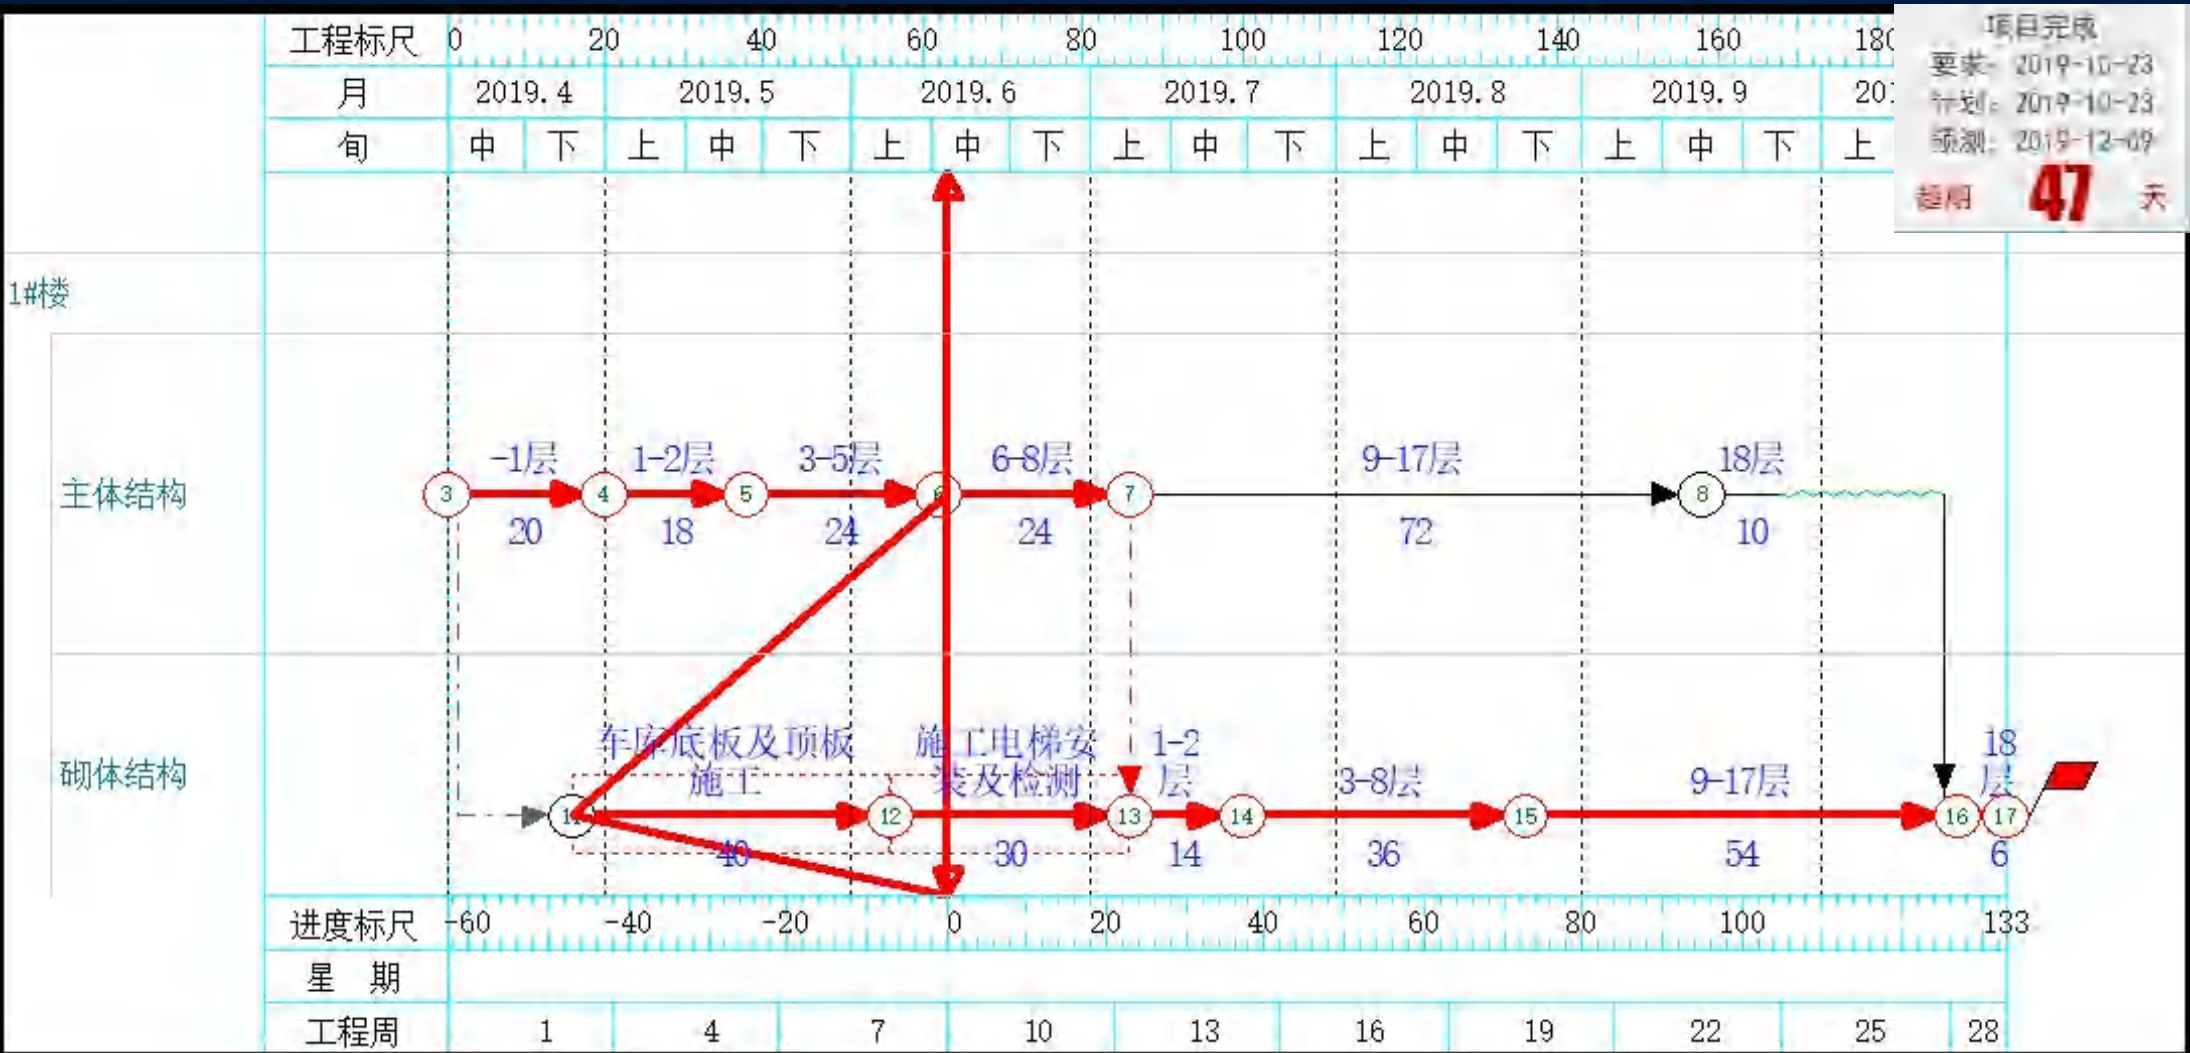 工程标尺 0 20 40 60 80 100 120 140 160 180
月 2019.4 2019.5 2019.6 2019.7 2019.8 2019.9
旬 中 下 上 中 下 上 中 下 上 中 下 上 中 下 上 中 下 上
项目完成
要求: 2019-10-23
计划: 2019-10-23
预测: 2019-12-09
超期 47 天
1#楼
-1层 1-2层 3-5层 6-8层 9-17层 18层
主体结构 3 4 5 6 7 8
20 18 24 24 72 10
车库底板及顶板 施工电梯安 1-2 18
施工 装及检测 层 3-8层 9-17层 层
砌体结构
11 12 13 14 15 16 17
40 30 14 36 54 6
进度标尺 -60 -40 -20 0 20 40 60 80 100 133
星 期
工程周 1 4 7 10 13 16 19 22 25 28